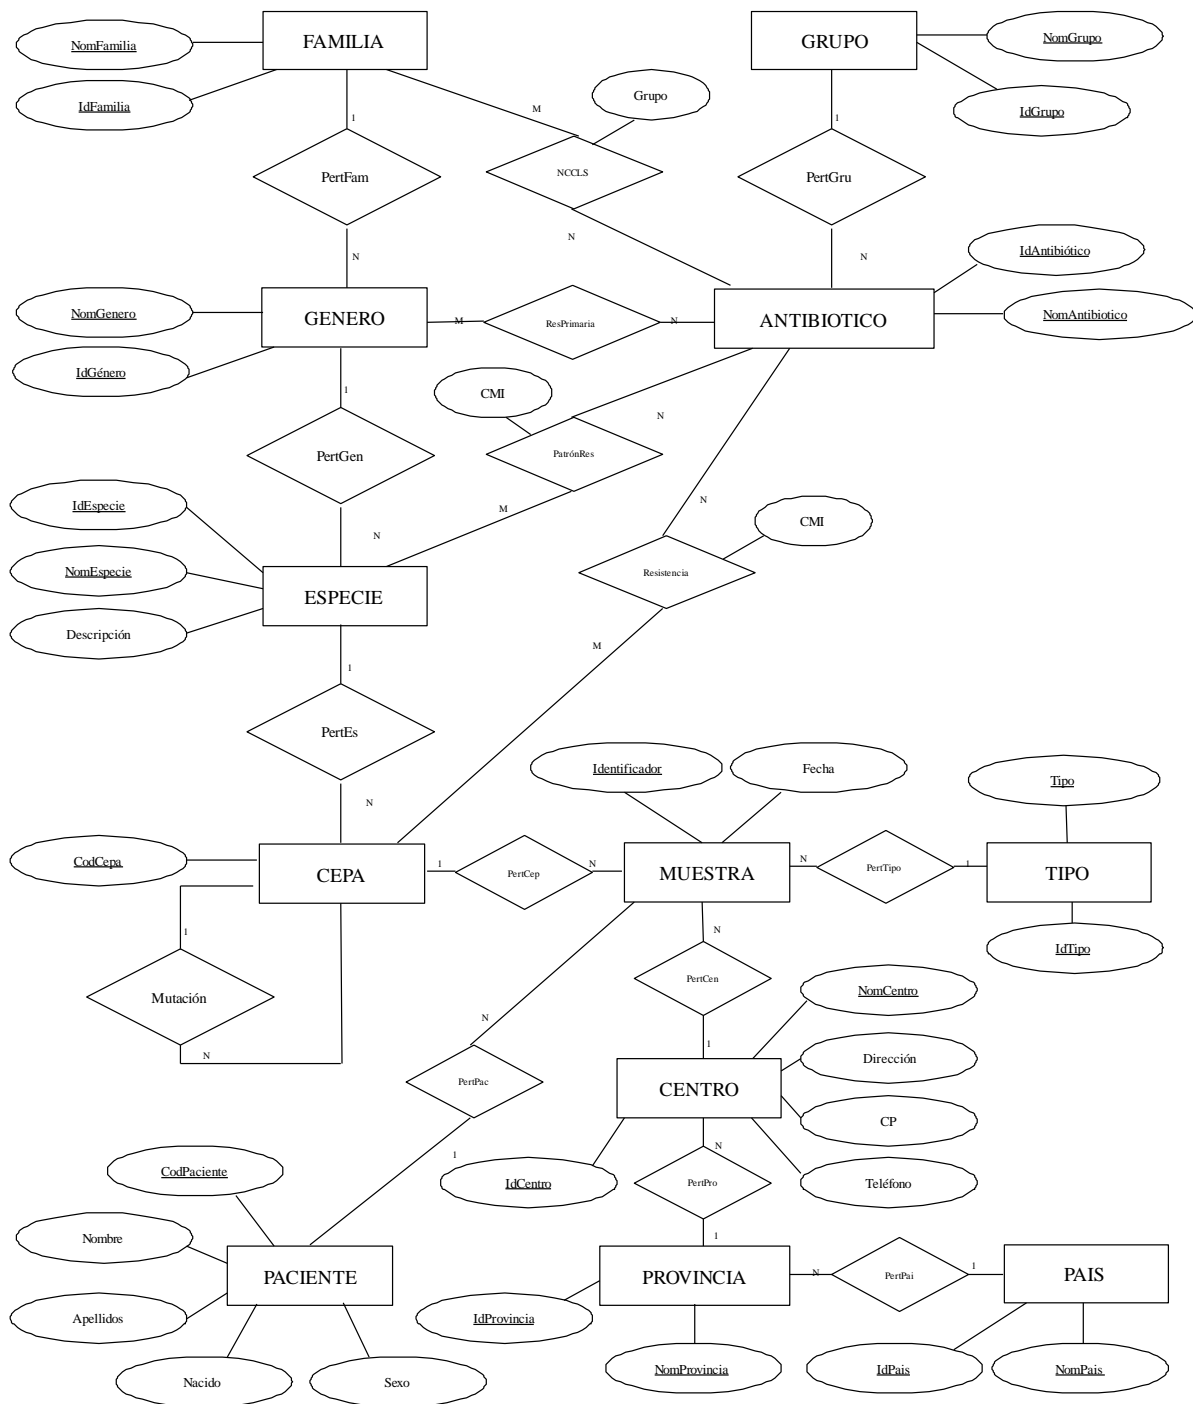 FAMILIA
GRUPO
NomFamilia
NomGrupo
IdFamilia
Grupo
IdGrupo
M
1
1
PertFam
NCCLS
PertGru
N
N
N
IdAntibiótico
NomGenero
GENERO
M
ResPrimaria
N
ANTIBIOTICO
NomAntibiotico
IdGénero
1
CMI
N
PertGen
PatrónRes
IdEspecie
M
N
CMI
N
NomEspecie
Resistencia
ESPECIE
Descripción
M
1
PertEs
Identificador
Fecha
Tipo
N
CodCepa
CEPA
1
PertCep
N
MUESTRA
N
PertTipo
1
TIPO
1
N
IdTipo
PertCen
Mutación
NomCentro
N
1
N
Dirección
PertPac
CENTRO
CP
N
1
CodPaciente
IdCentro
PertPro
Teléfono
Nombre
1
PACIENTE
PROVINCIA
N
PertPai
1
PAIS
Apellidos
IdProvincia
NomProvincia
IdPais
NomPais
Nacido
Sexo